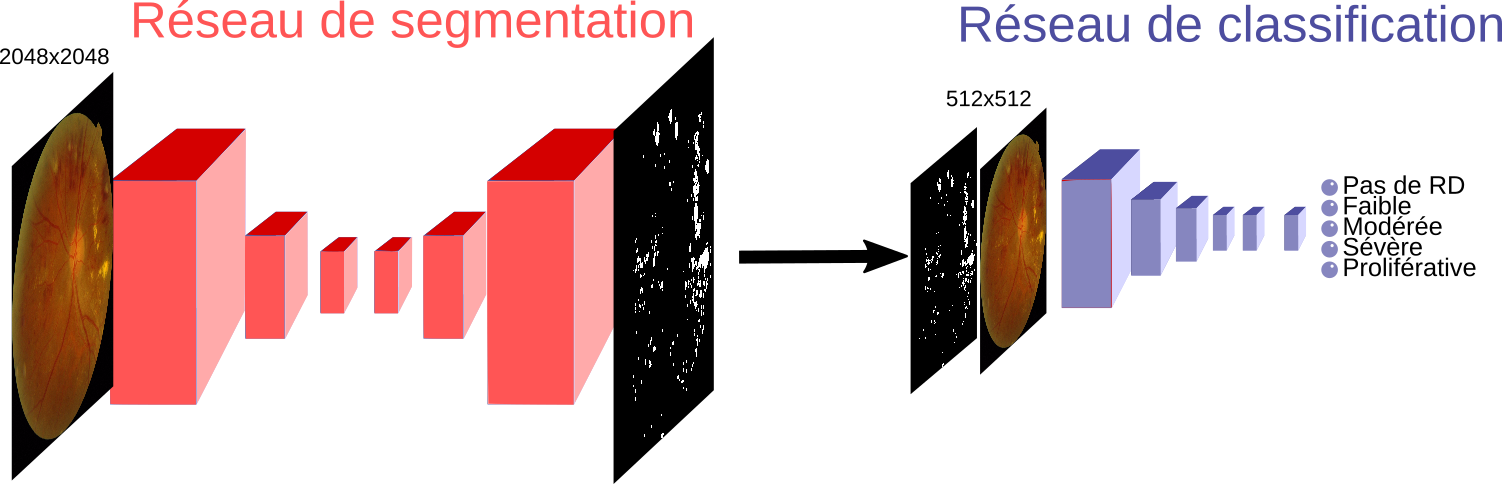 Réseau de segmentation
Réseau de classification
2048x2048
512x512
Pas de RD
Faible
Modérée
Sévère
Proliférative